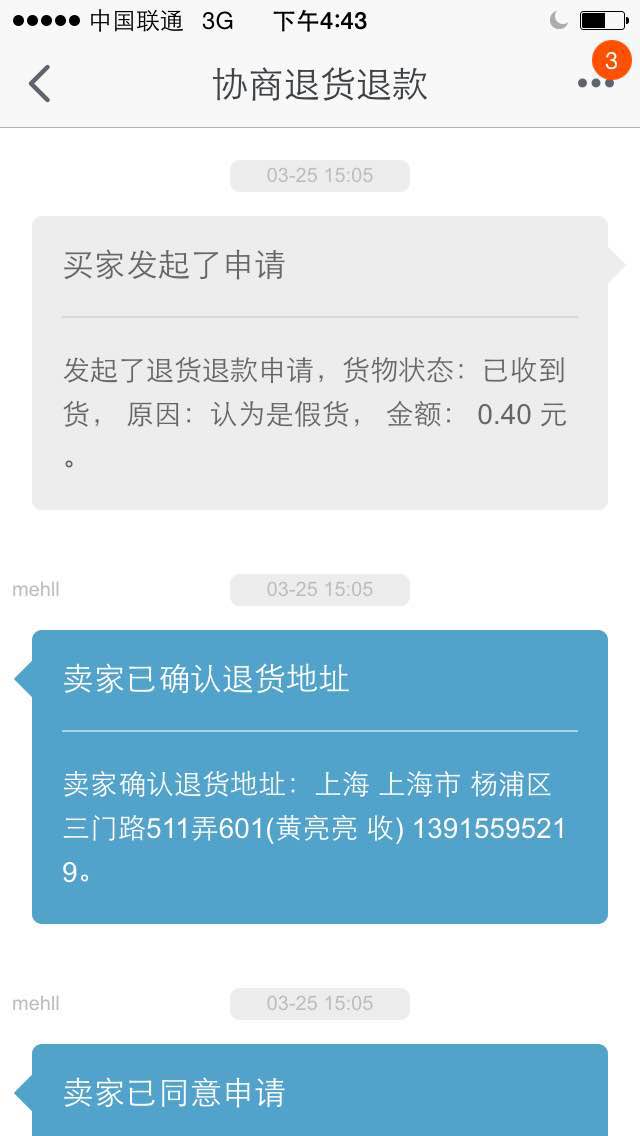 中国联通 3G 下午4:43
协商退货退款
3
03-25 15:05
买家发起了申请
发起了退货退款申请，货物状态：已收到
货， 原因：认为是假货， 金额： 0.40 元
。
mehll 03-25 15:05
卖家已确认退货地址
卖家确认退货地址：上海 上海市 杨浦区
三门路511弄601(黄亮亮 收) 1391559521
9。
mehll 03-25 15:05
卖家已同意申请